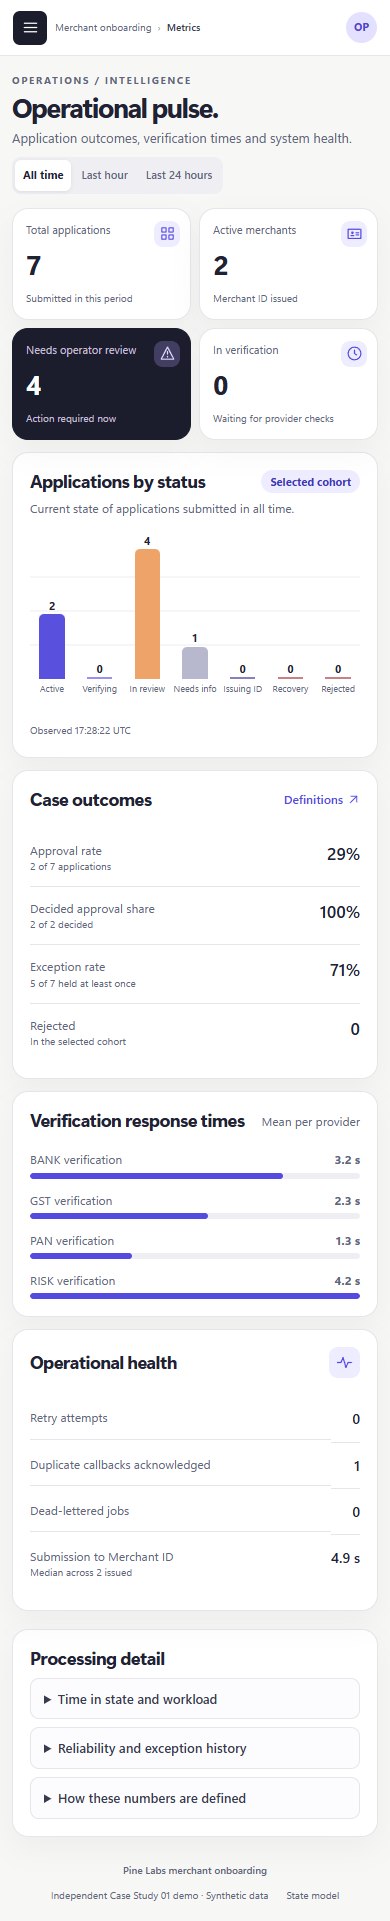 Merchant onboarding › Metrics
OP
OPERATIONS / INTELLIGENCE
Operational pulse.
Application outcomes, verification times and system health.
All time Last hour Last 24 hours
Total applications
7
Submitted in this period
Active merchants
2
Merchant ID issued
Needs operator review
4
Action required now
In verification
0
Waiting for provider checks
Applications by status
Selected cohort
Current state of applications submitted in all time.
2 0 4 1 0 0 0
Active Verifying In review Needs info Issuing ID Recovery Rejected
Observed 17:28:22 UTC
Case outcomes
Definitions ↗
Approval rate
2 of 7 applications
29%
Decided approval share
2 of 2 decided
100%
Exception rate
5 of 7 held at least once
71%
Rejected
In the selected cohort
0
Verification response times
Mean per provider
BANK verification 3.2 s
GST verification 2.3 s
PAN verification 1.3 s
RISK verification 4.2 s
Operational health
Retry attempts 0
Duplicate callbacks acknowledged 1
Dead-lettered jobs 0
Submission to Merchant ID
Median across 2 issued
4.9 s
Processing detail
▶ Time in state and workload
▶ Reliability and exception history
▶ How these numbers are defined
Pine Labs merchant onboarding
Independent Case Study 01 demo · Synthetic data State model